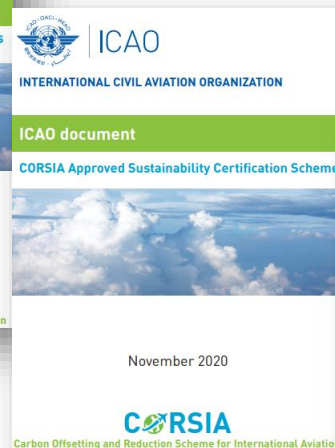 ICAO
INTERNATIONAL CIVIL AVIATION ORGANIZATION
ICAO document
CORSIA Approved Sustainability Certification Scheme
November 2020
CORSIA
Carbon Offsetting and Reduction Scheme for International Aviation